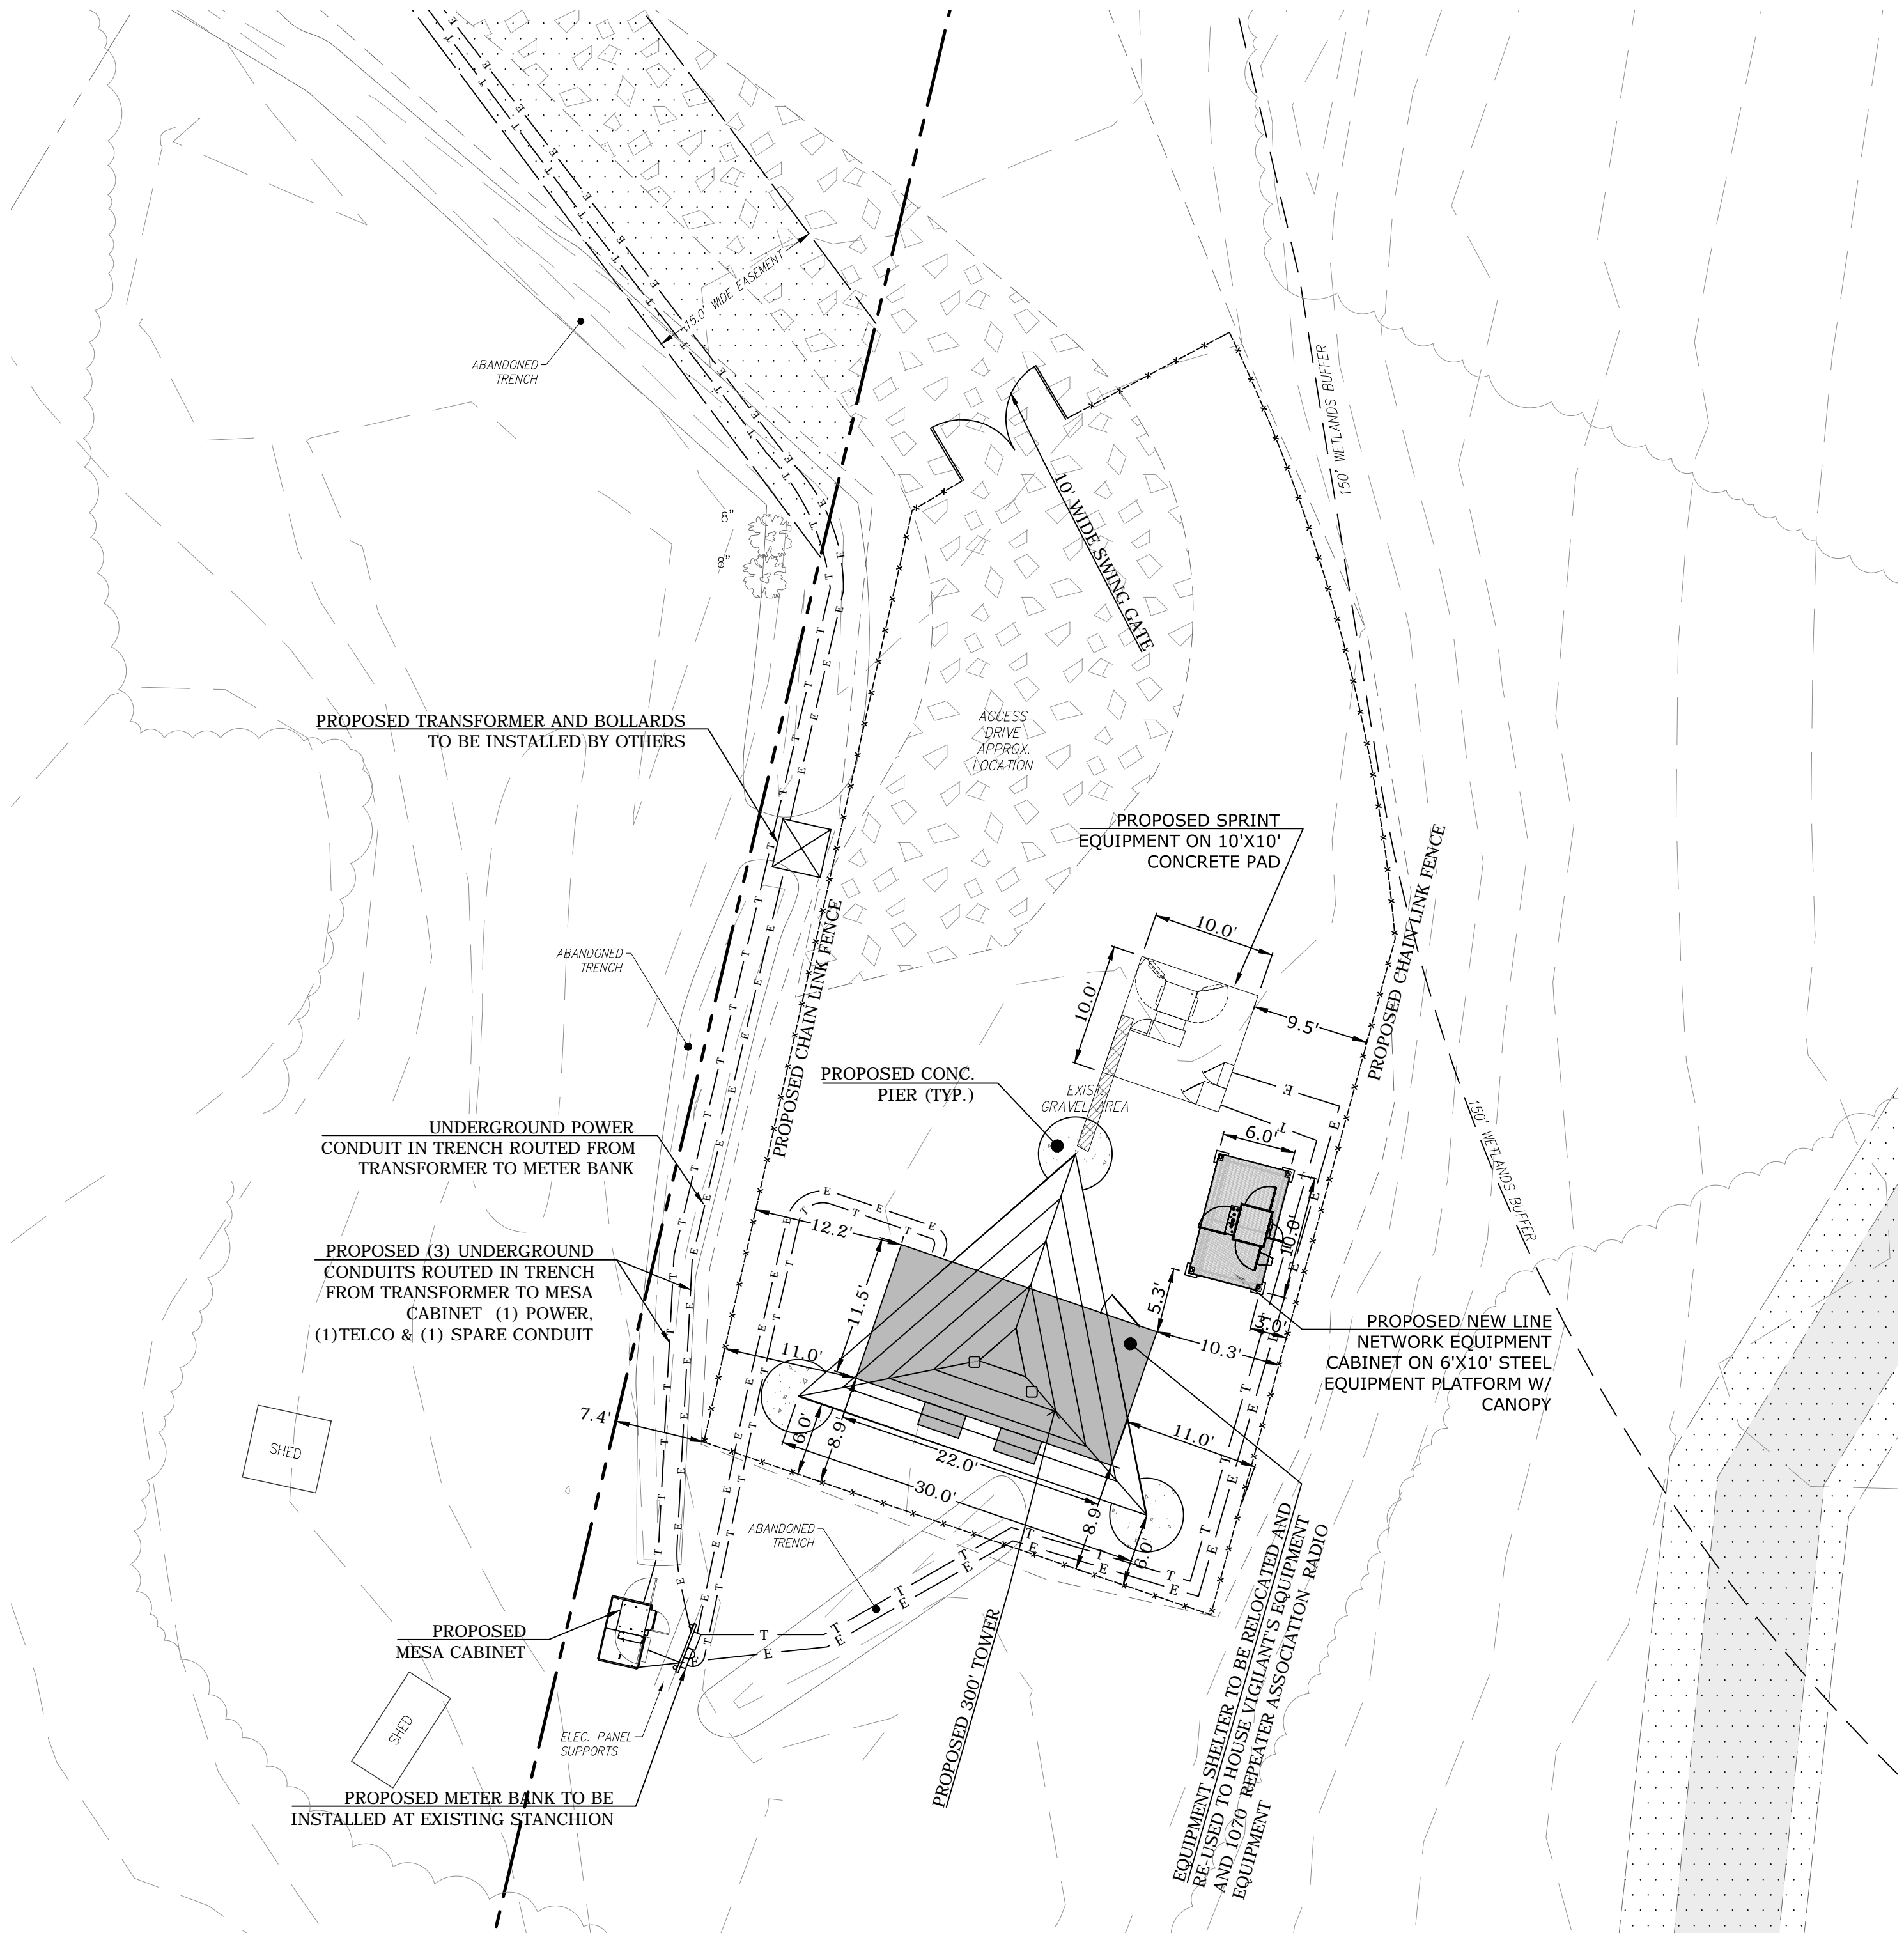 15.0' WIDE EASEMENT
ABANDONED
TRENCH
150' WETLANDS BUFFER
10' WIDE SWING GATE
8"
8"
PROPOSED TRANSFORMER AND BOLLARDS
TO BE INSTALLED BY OTHERS
ACCESS
DRIVE
APPROX.
LOCATION
PROPOSED SPRINT
EQUIPMENT ON 10'X10'
CONCRETE PAD
PROPOSED CHAIN LINK FENCE
PROPOSED CHAIN LINK FENCE
10.0'
10.0'
9.5'
ABANDONED
TRENCH
PROPOSED CONC.
PIER (TYP.)
EXIST.
GRAVEL AREA
150' WETLANDS BUFFER
UNDERGROUND POWER
CONDUIT IN TRENCH ROUTED FROM
TRANSFORMER TO METER BANK
6.0'
10.0'
12.2'
11.5'
5.3'
3.0'
10.3'
PROPOSED (3) UNDERGROUND
CONDUITS ROUTED IN TRENCH
FROM TRANSFORMER TO MESA
CABINET (1) POWER,
(1)TELCO & (1) SPARE CONDUIT
PROPOSED NEW LINE
NETWORK EQUIPMENT
CABINET ON 6'X10' STEEL
EQUIPMENT PLATFORM W/
CANOPY
11.0'
7.4'
6.0'
8.9'
22.0'
11.0'
30.0'
8.9'
6.0'
SHED
ABANDONED
TRENCH
PROPOSED
MESA CABINET
SHED
ELEC. PANEL
SUPPORTS
PROPOSED METER BANK TO BE
INSTALLED AT EXISTING STANCHION
PROPOSED 300' TOWER
EQUIPMENT SHELTER TO BE RELOCATED AND
RE-USED TO HOUSE VIGILANT'S EQUIPMENT
AND 1070 REPEATER ASSOCIATION RADIO
EQUIPMENT